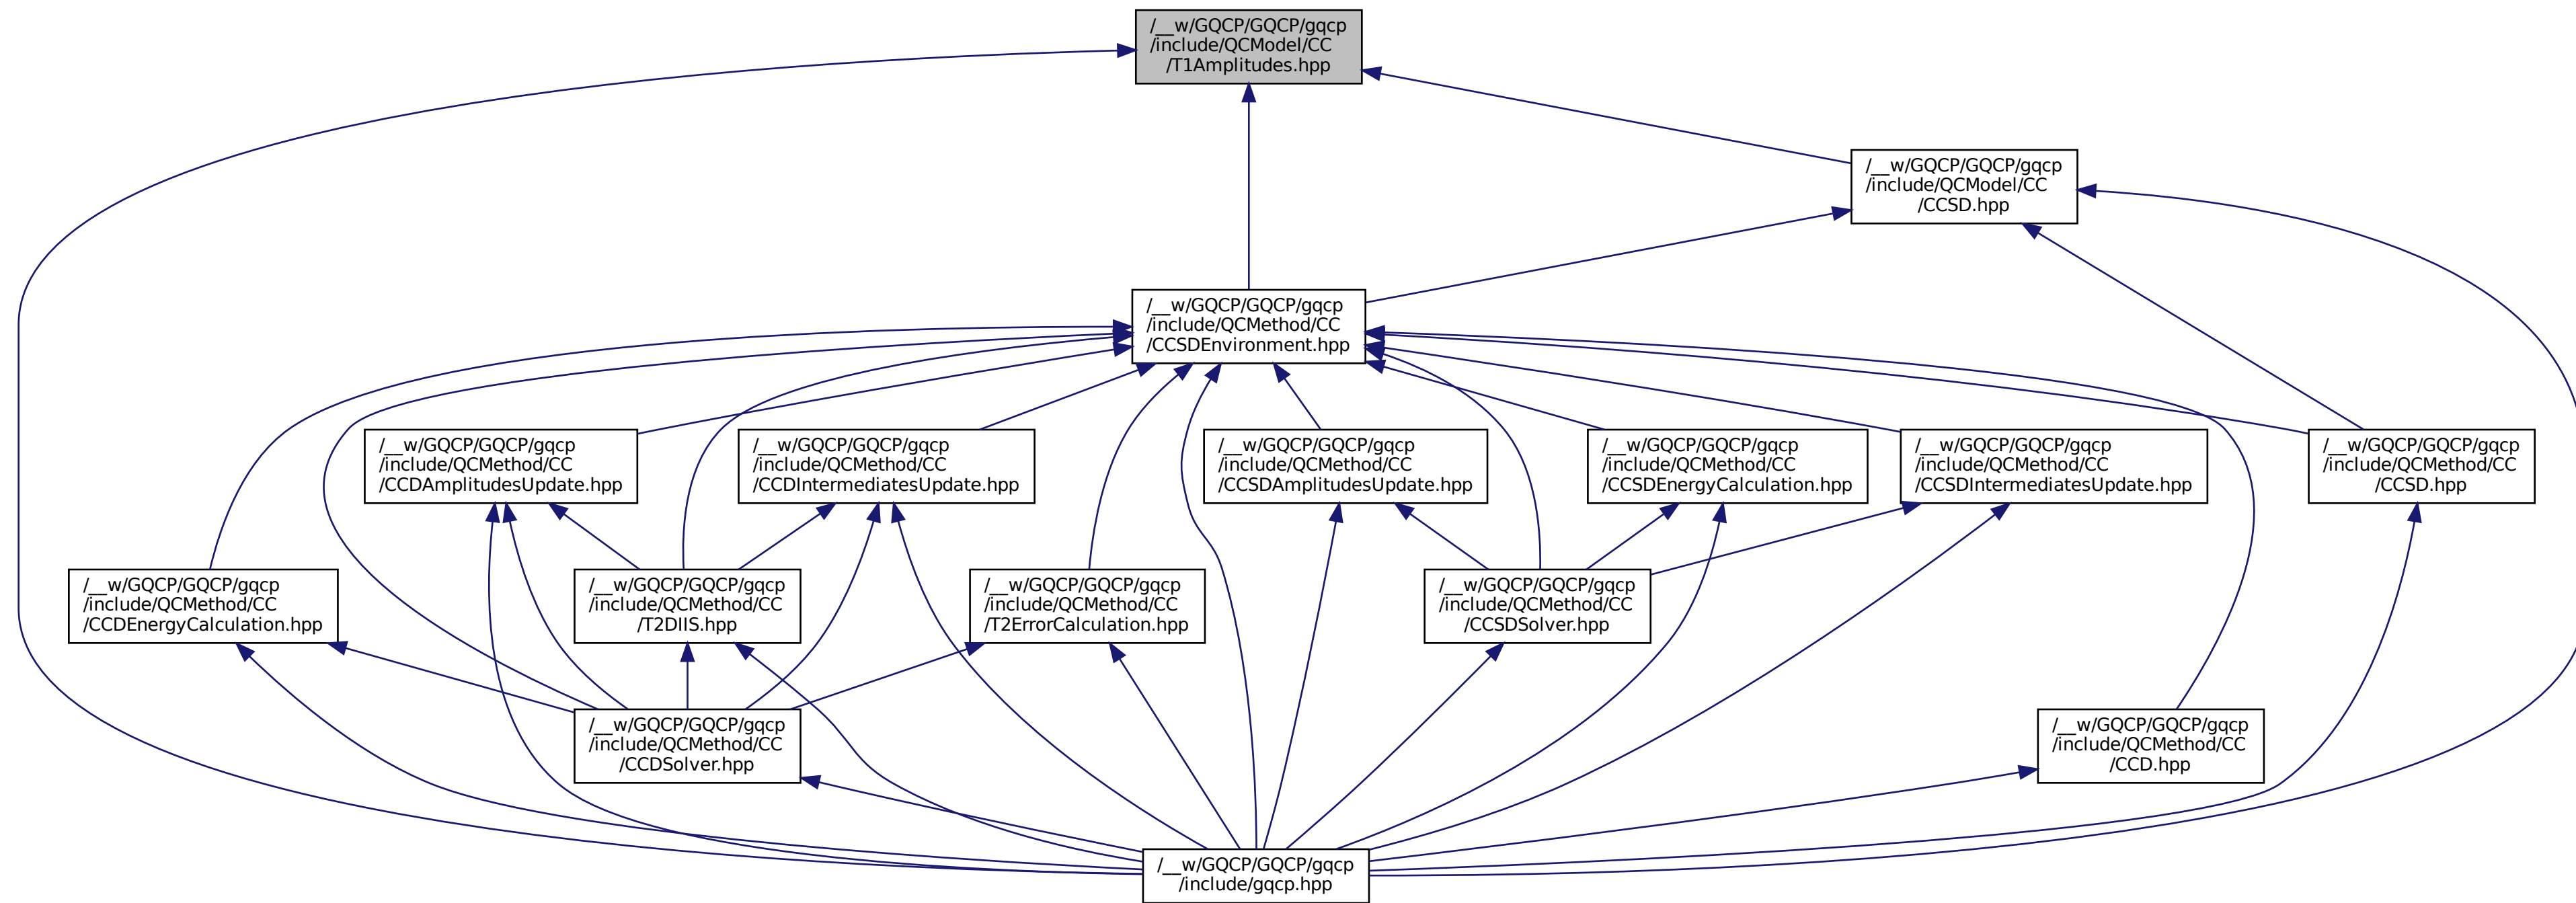 /__w/GQCP/GQCP/gqcp
/include/QCModel/CC
/T1Amplitudes.hpp
/__w/GQCP/GQCP/gqcp
/include/QCModel/CC
/CCSD.hpp
/__w/GQCP/GQCP/gqcp
/include/QCMethod/CC
/CCSDEnvironment.hpp
/__w/GQCP/GQCP/gqcp
/include/QCMethod/CC
/CCDAmplitudesUpdate.hpp
/__w/GQCP/GQCP/gqcp
/include/QCMethod/CC
/CCDIntermediatesUpdate.hpp
/__w/GQCP/GQCP/gqcp
/include/QCMethod/CC
/CCSDAmplitudesUpdate.hpp
/__w/GQCP/GQCP/gqcp
/include/QCMethod/CC
/CCSDEnergyCalculation.hpp
/__w/GQCP/GQCP/gqcp
/include/QCMethod/CC
/CCSDIntermediatesUpdate.hpp
/__w/GQCP/GQCP/gqcp
/include/QCMethod/CC
/CCSD.hpp
/__w/GQCP/GQCP/gqcp
/include/QCMethod/CC
/CCDEnergyCalculation.hpp
/__w/GQCP/GQCP/gqcp
/include/QCMethod/CC
/T2DIIS.hpp
/__w/GQCP/GQCP/gqcp
/include/QCMethod/CC
/T2ErrorCalculation.hpp
/__w/GQCP/GQCP/gqcp
/include/QCMethod/CC
/CCSDSolver.hpp
/__w/GQCP/GQCP/gqcp
/include/QCMethod/CC
/CCDSolver.hpp
/__w/GQCP/GQCP/gqcp
/include/QCMethod/CC
/CCD.hpp
/__w/GQCP/GQCP/gqcp
/include/gqcp.hpp